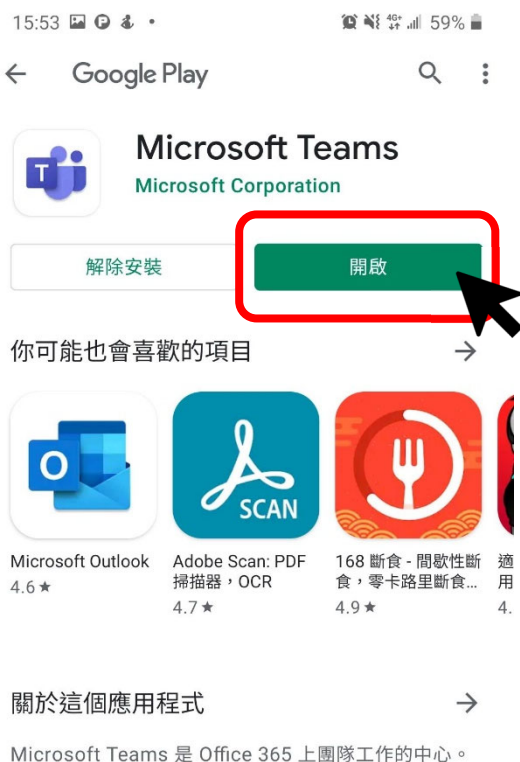 15:53 4G+ 59%
Google Play
Microsoft Teams
Microsoft Corporation
解除安裝 開啟
你可能也會喜歡的項目
SCAN
Microsoft Outlook
4.6★
Adobe Scan: PDF
掃描器，OCR
4.7★
168 斷食 - 間歇性斷
食，零卡路里斷食...
4.9★
適
用
4.
關於這個應用程式
Microsoft Teams 是 Office 365 上團隊工作的中心。